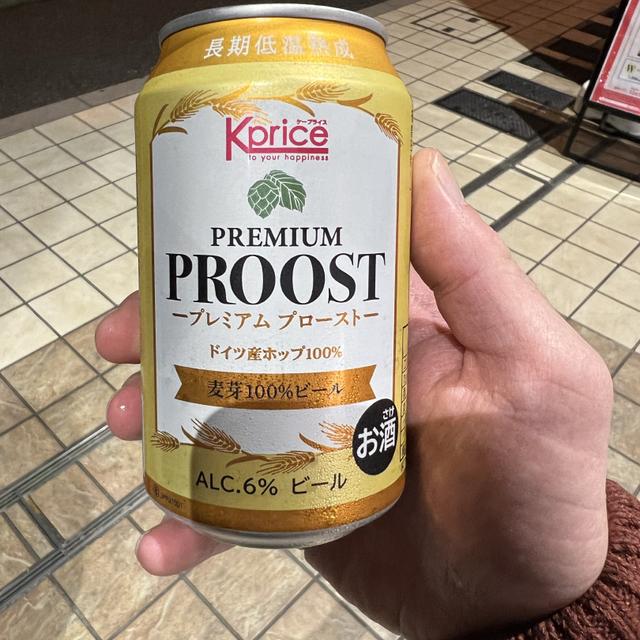 長期低温熟成
ケープライス
Kprice
to your happiness
PREMIUM
PROOST
ープレミアム プローストー
ドイツ産ホップ100%
麦芽100%ビール
さけ
お酒
ALC.6% ビール